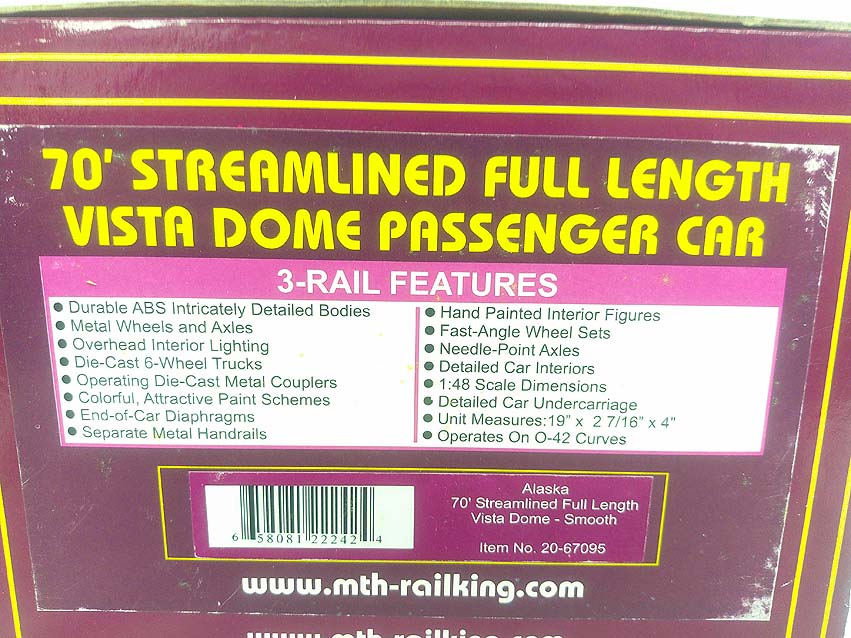 70' STREAMLINED FULL LENGTH
VISTA DOME PASSENGER CAR
3-RAIL FEATURES
• Durable ABS Intricately Detailed Bodies
• Metal Wheels and Axles
• Overhead Interior Lighting
• Die-Cast 6-Wheel Trucks
• Operating Die-Cast Metal Couplers
• Colorful, Attractive Paint Schemes
• End-of-Car Diaphragms
• Separate Metal Handrails
• Hand Painted Interior Figures
• Fast-Angle Wheel Sets
• Needle-Point Axles
• Detailed Car Interiors
• 1:48 Scale Dimensions
• Detailed Car Undercarriage
• Unit Measures:19" x 2 7/16" x 4"
• Operates On O-42 Curves
6 58081 22242 4
Alaska
70' Streamlined Full Length
Vista Dome - Smooth
Item No. 20-67095
www.mth-railking.com
www.mth-railking.com